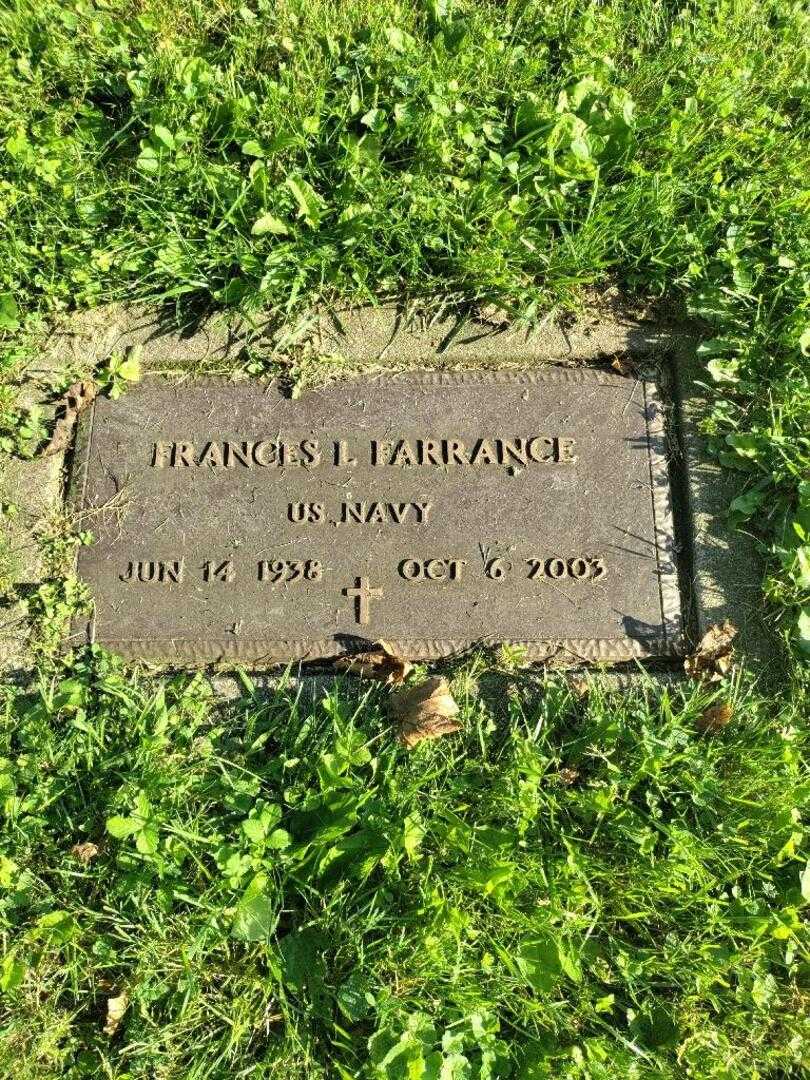 FRANCES L FARRANCE
US NAVY
JUN 14 1938 OCT 6 2003